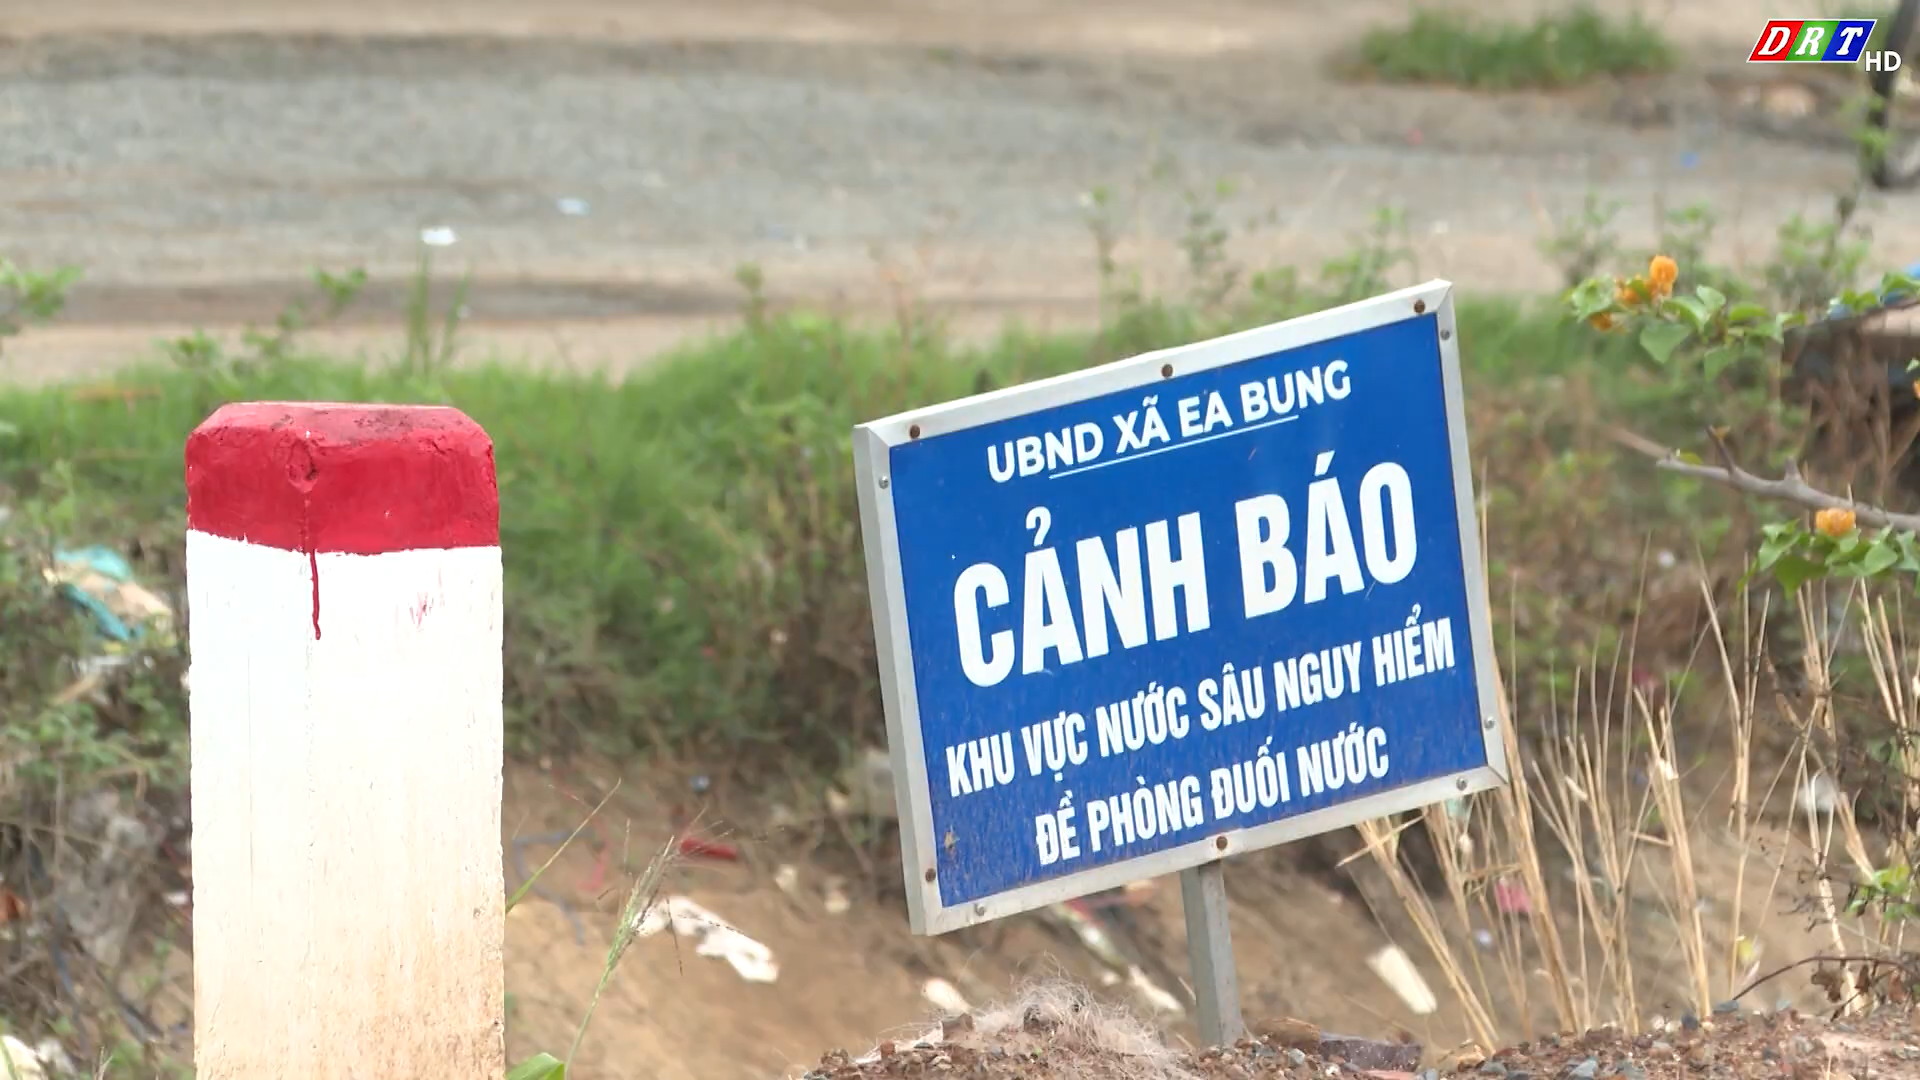 DRT HD
UBND XÃ EA BUNG
CẢNH BÁO
KHU VỰC NƯỚC SÂU NGUY HIỂM
ĐỀ PHÒNG ĐUỐI NƯỚC